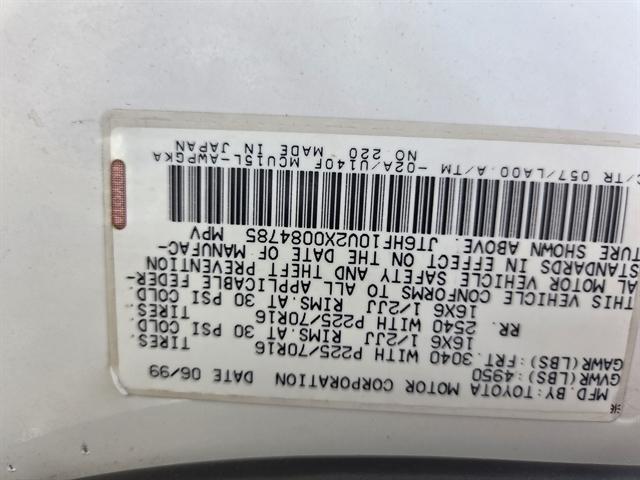 MFD. BY: TOYOTA MOTOR CORPORATION DATE 06/99
GVWR(LBS):4950
GAWR(LBS):FRT. 3040 WITH P225/70R16 TIRES.
16X6 1/2JJ RIMS.AT 30 PSI COLD
RR. 2540 WITH P225/70R16 TIRES.
16X6 1/2JJ RIMS.AT 30 PSI COLD
THIS VEHICLE CONFORMS TO ALL APPLICABLE FEDER-
AL MOTOR VEHICLE SAFETY AND THEFT PREVENTION
STANDARDS IN EFFECT ON THE DATE OF MANUFAC-
TURE SHOWN ABOVE. JT6HF10U2X0084785 MPV
C/TR 057/LA00 A/TM -02A/U140F MCU15L-AWPGKA
NO.220 MADE IN JAPAN